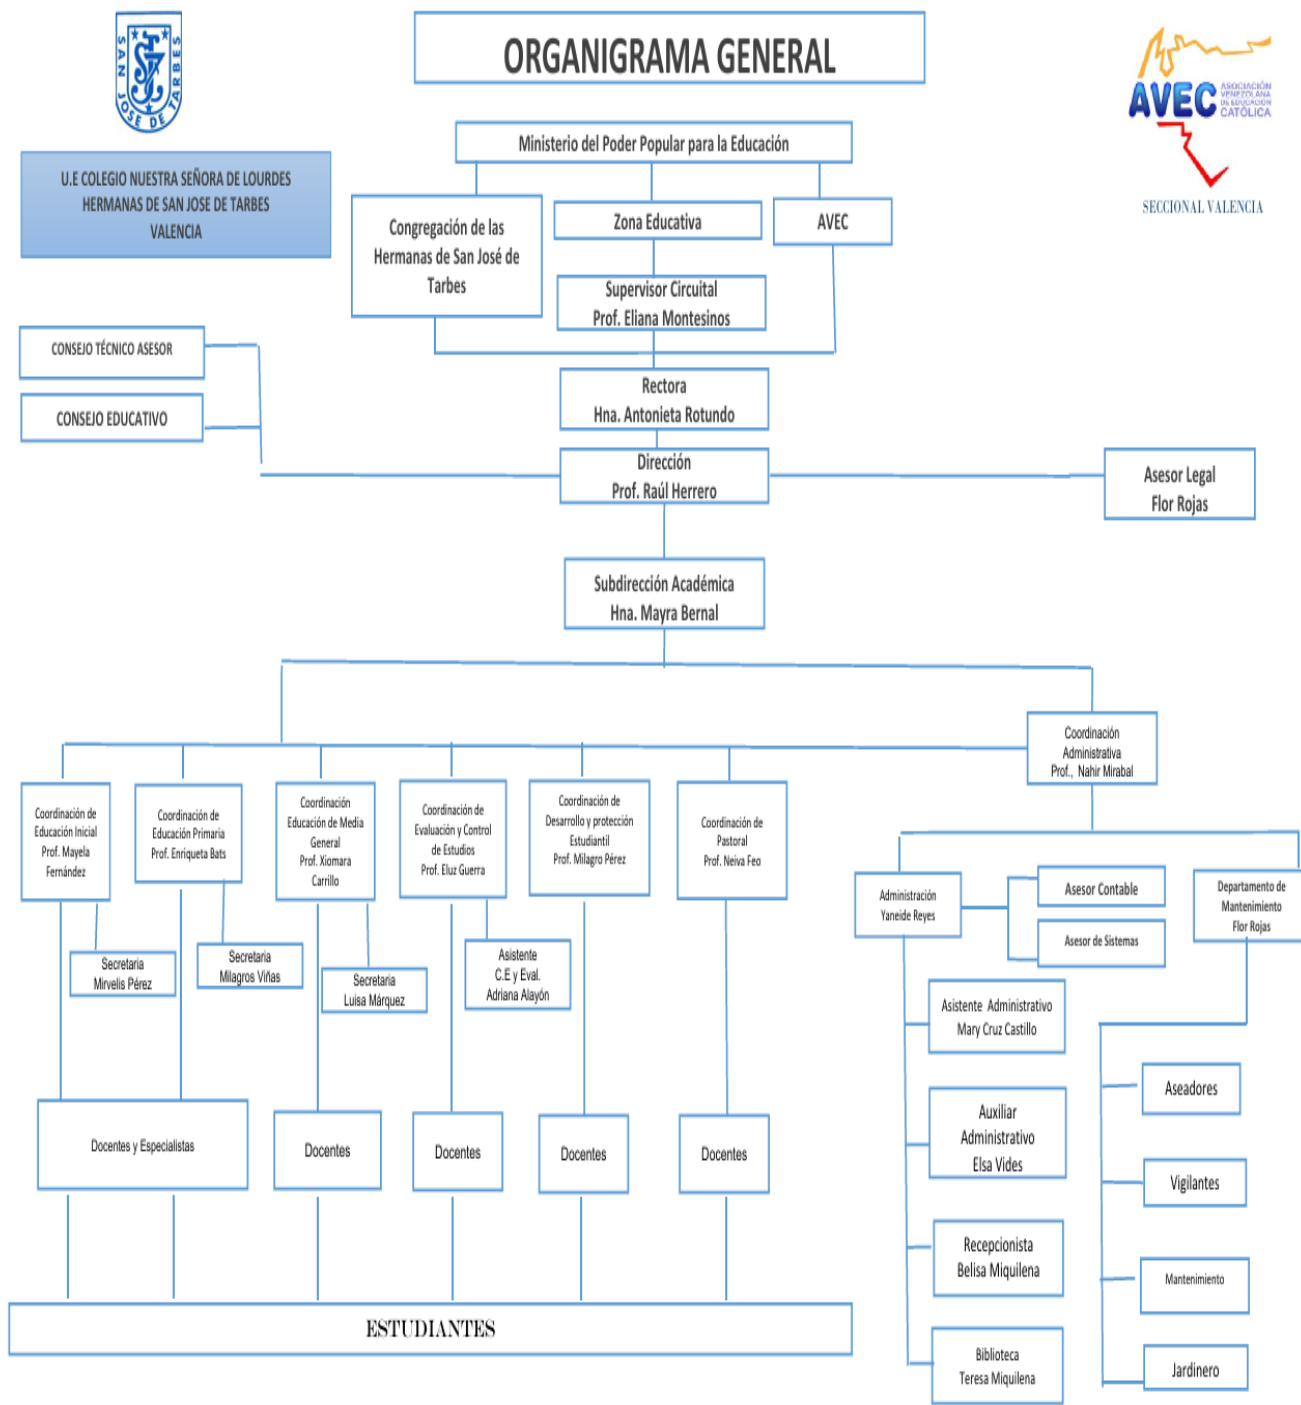 ORGANIGRAMA GENERAL
SAN JOSE DE TARBES
AVEC
ASOCIACIÓN
VENEZOLANA
DE EDUCACIÓN
CATÓLICA
SECCIONAL VALENCIA
U.E COLEGIO NUESTRA SEÑORA DE LOURDES
HERMANAS DE SAN JOSE DE TARBES
VALENCIA
Ministerio del Poder Popular para la Educación
Congregación de las
Hermanas de San José de
Tarbes
Zona Educativa
AVEC
Supervisor Circuital
Prof. Eliana Montesinos
CONSEJO TÉCNICO ASESOR
CONSEJO EDUCATIVO
Rectora
Hna. Antonieta Rotundo
Dirección
Prof. Raúl Herrero
Asesor Legal
Flor Rojas
Subdirección Académica
Hna. Mayra Bernal
Coordinación
Administrativa
Prof., Nahir Mirabal
Coordinación de
Educación Inicial
Prof. Mayela
Fernández
Coordinación de
Educación Primaria
Prof. Enriqueta Bats
Coordinación
Educación de Media
General
Prof. Xiomara
Carrillo
Coordinación de
Evaluación y Control
de Estudios
Prof. Eluz Guerra
Coordinación de
Desarrollo y protección
Estudiantil
Prof. Milagro Pérez
Coordinación de
Pastoral
Prof. Neiva Feo
Administración
Yaneide Reyes
Asesor Contable
Asesor de Sistemas
Departamento de
Mantenimiento
Flor Rojas
Secretaria
Mirvelis Pérez
Secretaria
Milagros Viñas
Secretaria
Luisa Márquez
Asistente
C.E y Eval.
Adriana Alayón
Asistente Administrativo
Mary Cruz Castillo
Auxiliar
Administrativo
Elsa Vides
Recepcionista
Belisa Miquilena
Biblioteca
Teresa Miquilena
Aseadores
Vigilantes
Mantenimiento
Jardinero
Docentes y Especialistas
Docentes
Docentes
Docentes
Docentes
ESTUDIANTES